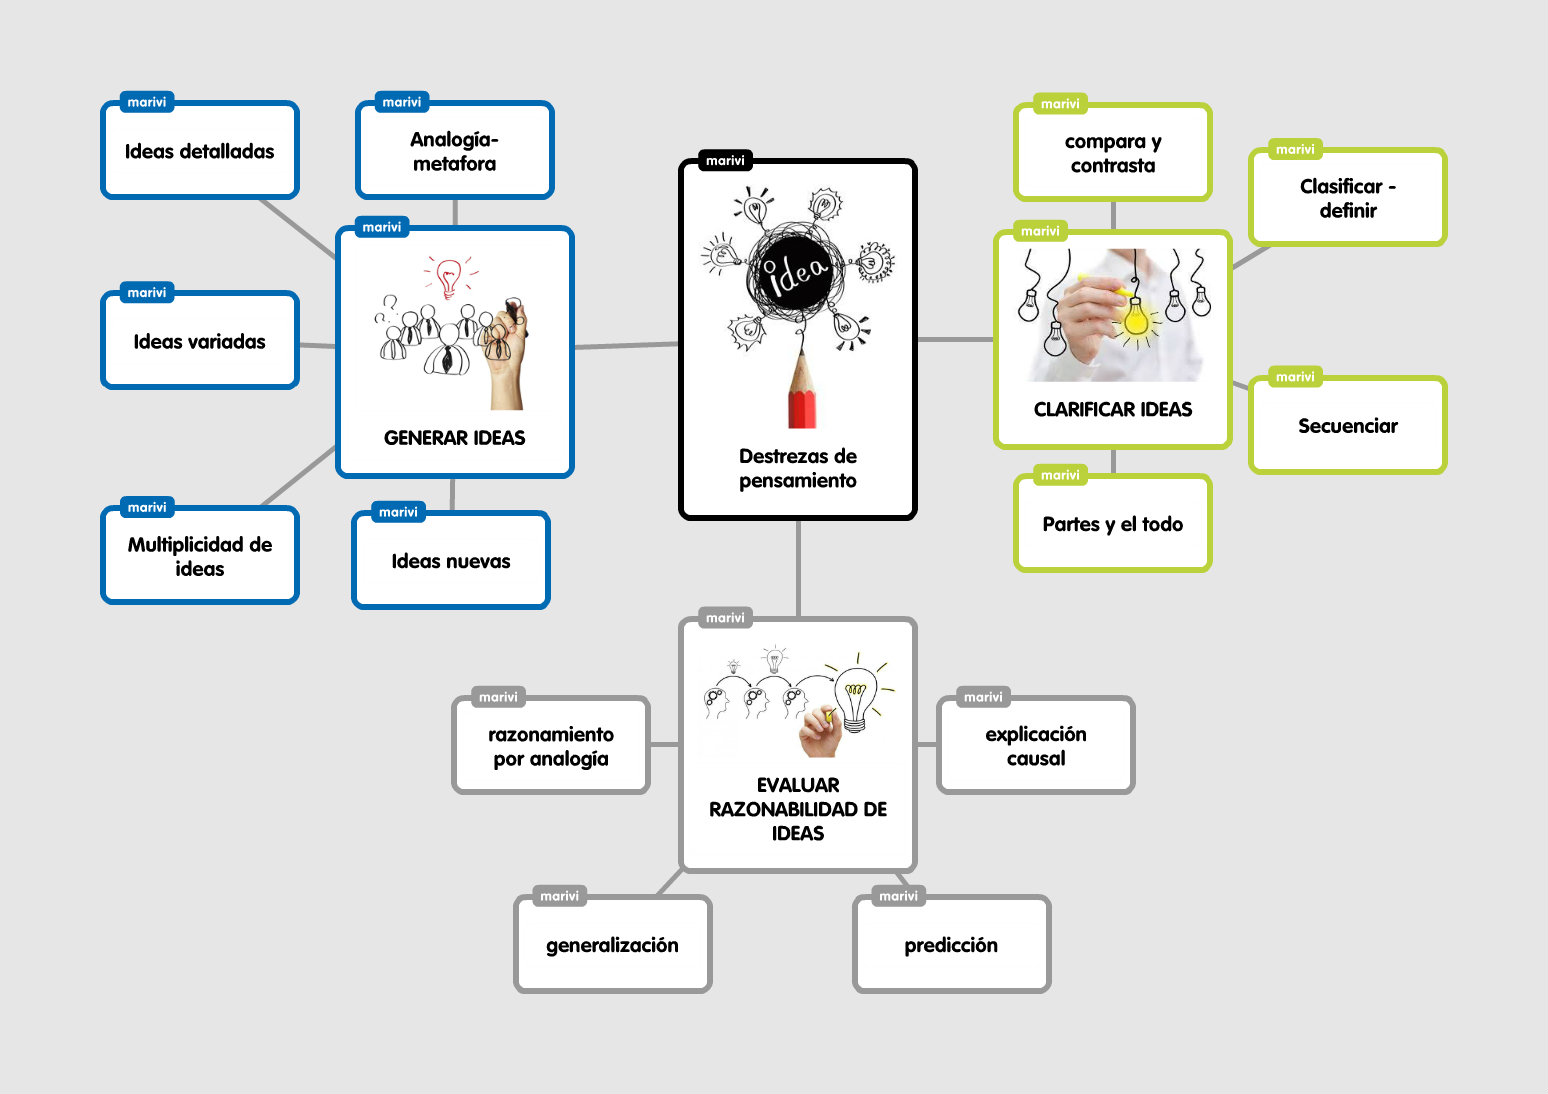 marivi
Ideas detalladas
marivi
Analogía-
metafora
marivi
Ideas variadas
marivi
GENERAR IDEAS
marivi
Multiplicidad de
ideas
marivi
Ideas nuevas
marivi
idea
Destrezas de
pensamiento
marivi
compara y
contrasta
marivi
Clasificar -
definir
marivi
CLARIFICAR IDEAS
marivi
Secuenciar
marivi
Partes y el todo
marivi
EVALUAR
RAZONABILIDAD DE
IDEAS
marivi
razonamiento
por analogía
marivi
explicación
causal
marivi
generalización
marivi
predicción